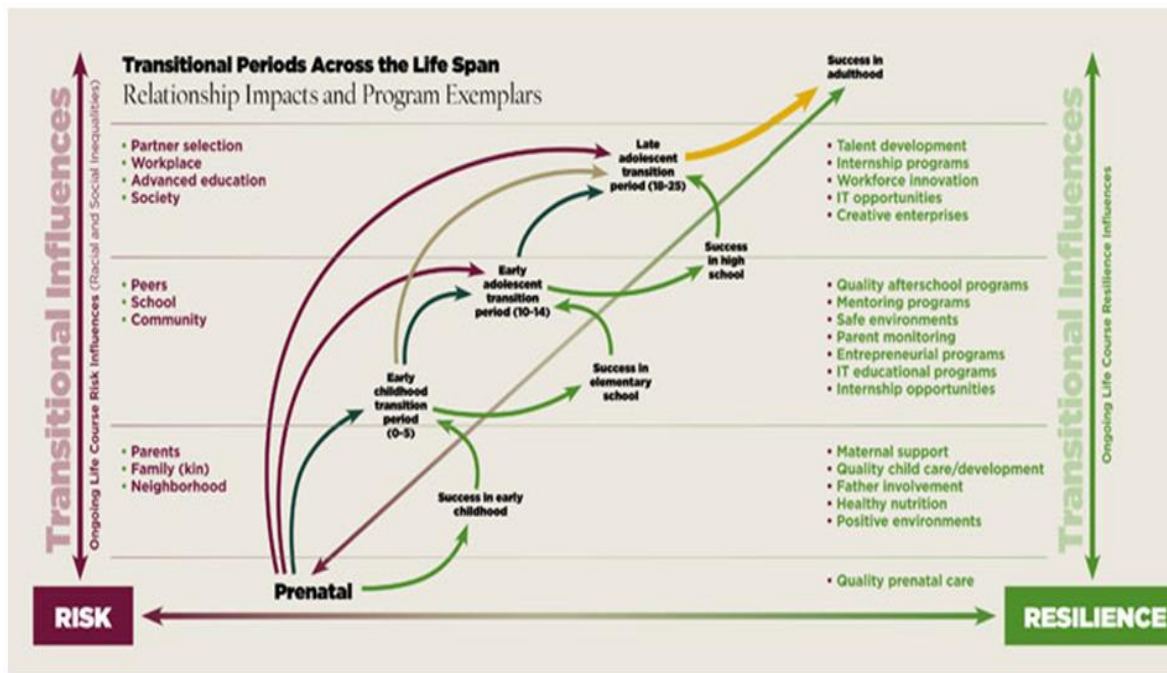 Transitional Periods Across the Life Span
Relationship Impacts and Program Exemplars
Transitional Influences
Ongoing Life Course Risk Influences (Racial and Social Inequalities)
• Partner selection
• Workplace
• Advanced education
• Society
• Peers
• School
• Community
• Parents
• Family (kin)
• Neighborhood
Success in
adulthood
Late
adolescent
transition
period (18-25)
Success
in high
school
Early
adolescent
transition
period (10-14)
Success in
elementary
school
Early
childhood
transition
period
(0-5)
Success in early
childhood
Prenatal
• Talent development
• Internship programs
• Workforce innovation
• IT opportunities
• Creative enterprises
• Quality afterschool programs
• Mentoring programs
• Safe environments
• Parent monitoring
• Entrepreneurial programs
• IT educational programs
• Internship opportunities
• Maternal support
• Quality child care/development
• Father involvement
• Healthy nutrition
• Positive environments
• Quality prenatal care
Transitional Influences
Ongoing Life Course Resilience Influences
RISK
RESILIENCE